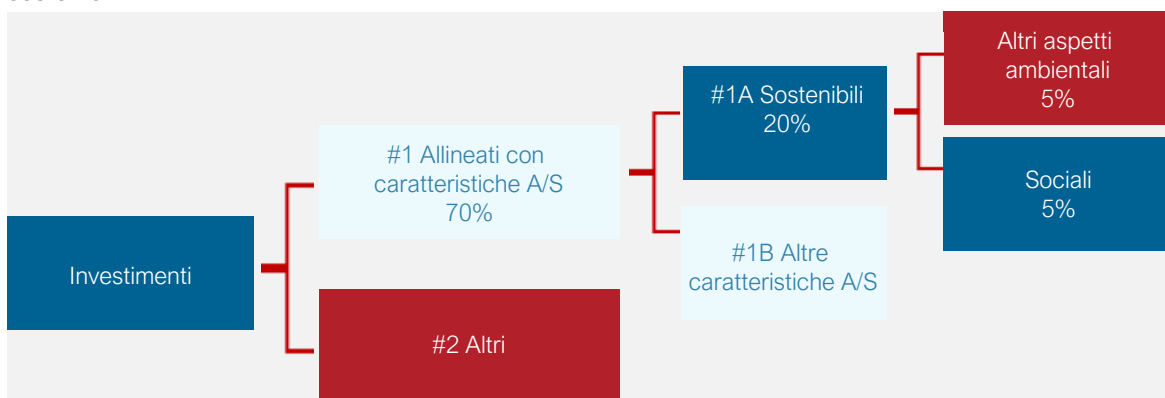 Altri aspetti
ambientali
5%
#1A Sostenibili
20%
#1 Allineati con
caratteristiche A/S
70%
Sociali
5%
#1B Altre
caratteristiche A/S
Investimenti
#2 Altri